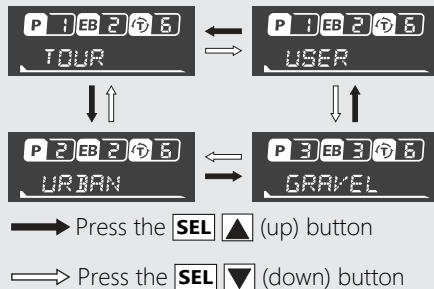 P 1 EB 2 T 6 P 1 EB 2 T 6
TOUR USER
P 2 EB 2 T 6 P 3 EB 3 T 6
URBAN GRAVEL
Press the SEL ▲ (up) button
Press the SEL ▼ (down) button